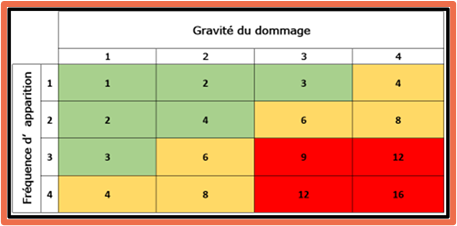 Gravité du dommage
1 2 3 4
Fréquence d’ apparition
1 1 2 3 4
2 2 4 6 8
3 3 6 9 12
4 4 8 12 16